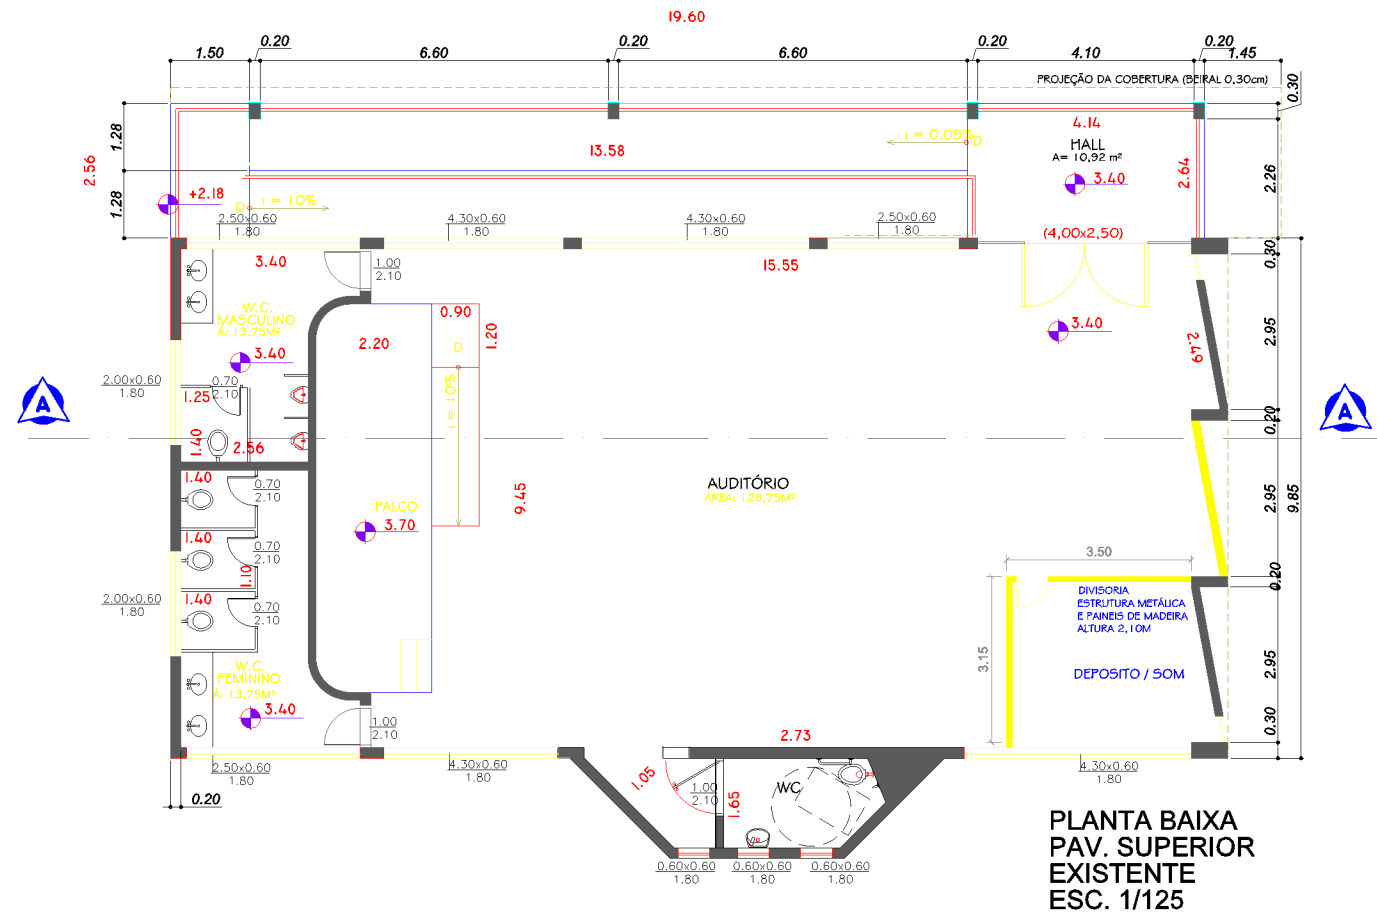 19.60
0.20
0.20
0.20
0.20
1.50
6.60
6.60
4.10
1.45
PROJEÇÃO DA COBERTURA (BEIRAL 0,30cm)
0.30
1.28
2.56
1.28
13.58
i = 0.09%
D
4.14
HALL
A= 10,92 m²
3.40
2.64
2.26
+2.18
D
i = 10%
2.50x0.60
1.80
4.30x0.60
1.80
4.30x0.60
1.80
2.50x0.60
1.80
(4,00x2,50)
0.30
3.40
1.00
2.10
15.55
W.C.
MASCULINO
A: 13,75M²
3.40
0.90
1.20
2.20
D
i = 10%
3.40
2.49
2.95
2.00x0.60
1.80
0.70
2.10
1.25
1.40
2.56
A
A
0.20
1.40
0.70
2.10
AUDITÓRIO
ÁREA: 128,75M²
9.45
PALCO
3.70
2.95
9.85
1.40
0.70
2.10
1.10
3.50
0.20
2.00x0.60
1.80
1.40
0.70
2.10
DIVISORIA
ESTRUTURA METÁLICA
E PAINEIS DE MADEIRA
ALTURA 2,10M
3.15
DEPOSITO / SOM
2.95
W.C.
FEMININO
A: 13,75M²
3.40
1.00
2.10
2.73
0.30
2.50x0.60
1.80
4.30x0.60
1.80
4.30x0.60
1.80
0.20
1.05
1.00
2.10
1.65
WC
0.60x0.60
1.80
0.60x0.60
1.80
0.60x0.60
1.80
PLANTA BAIXA
PAV. SUPERIOR
EXISTENTE
ESC. 1/125